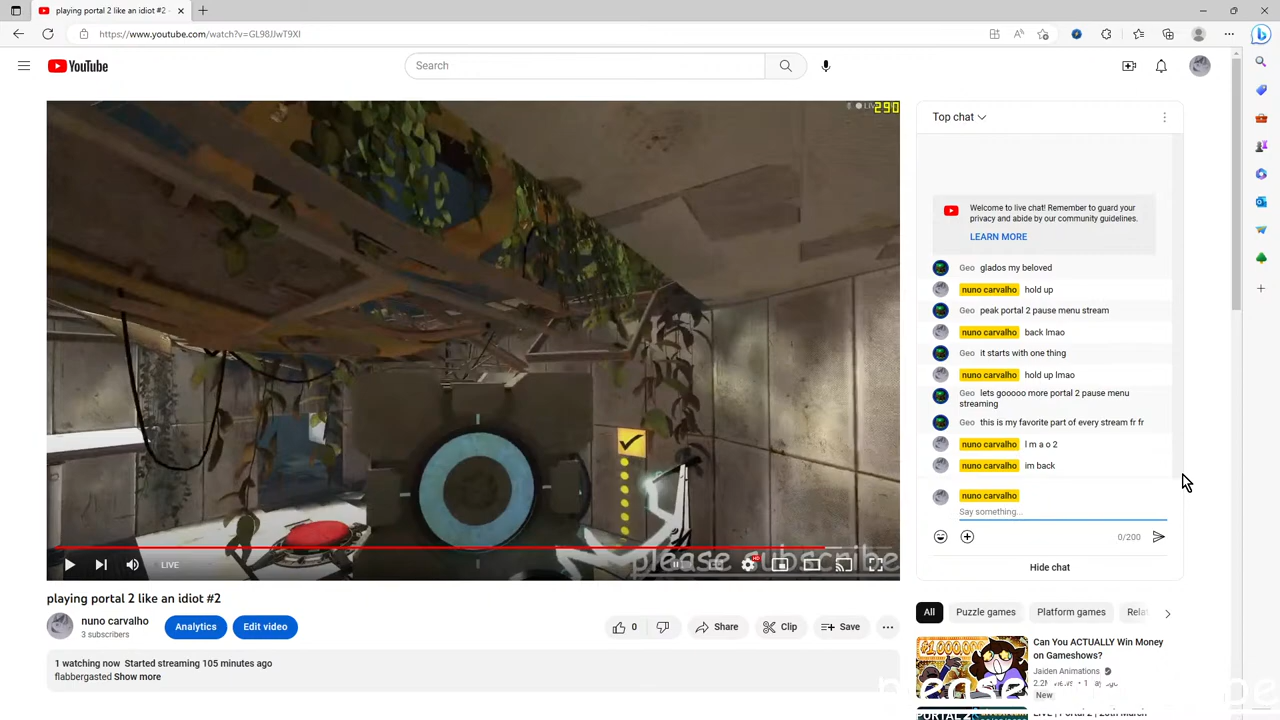 playing portal 2 like an idiot #2
https://www.youtube.com/watch?v=GL98JJwT9XI
YouTube
Search
290
Top chat
Welcome to live chat! Remember to guard your
privacy and abide by our community guidelines.
LEARN MORE
Geo glados my beloved
nuno carvalho hold up
Geo peak portal 2 pause menu stream
nuno carvalho back lmao
Geo it starts with one thing
nuno carvalho hold up lmao
Geo lets gooooo more portal 2 pause menu
streaming
Geo this is my favorite part of every stream fr fr
nuno carvalho l m a o 2
nuno carvalho im back
nuno carvalho
Say something...
0/200
Hide chat
LIVE
HD
please subscribe
playing portal 2 like an idiot #2
nuno carvalho
3 subscribers
Analytics
Edit video
0
Share
Clip
Save
1 watching now Started streaming 105 minutes ago
flabbergasted Show more
All
Puzzle games
Platform games
Rela
Can You ACTUALLY Win Money
on Gameshows?
Jaiden Animations
New
PORTAL 2